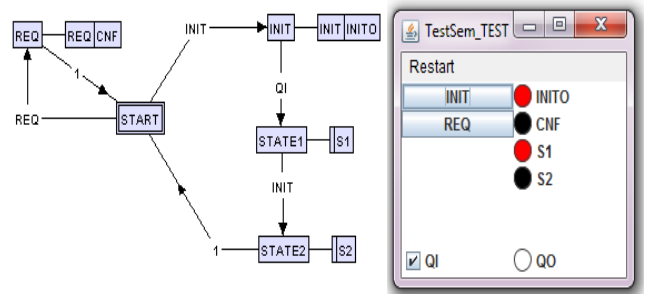 REQ
REQ CNF
INIT
INIT
INIT INITO
1
QI
REQ
START
STATE1
S1
INIT
1
STATE2
S2
TestSem_TEST
Restart
INIT
INITO
REQ
CNF
S1
S2
QI
QO